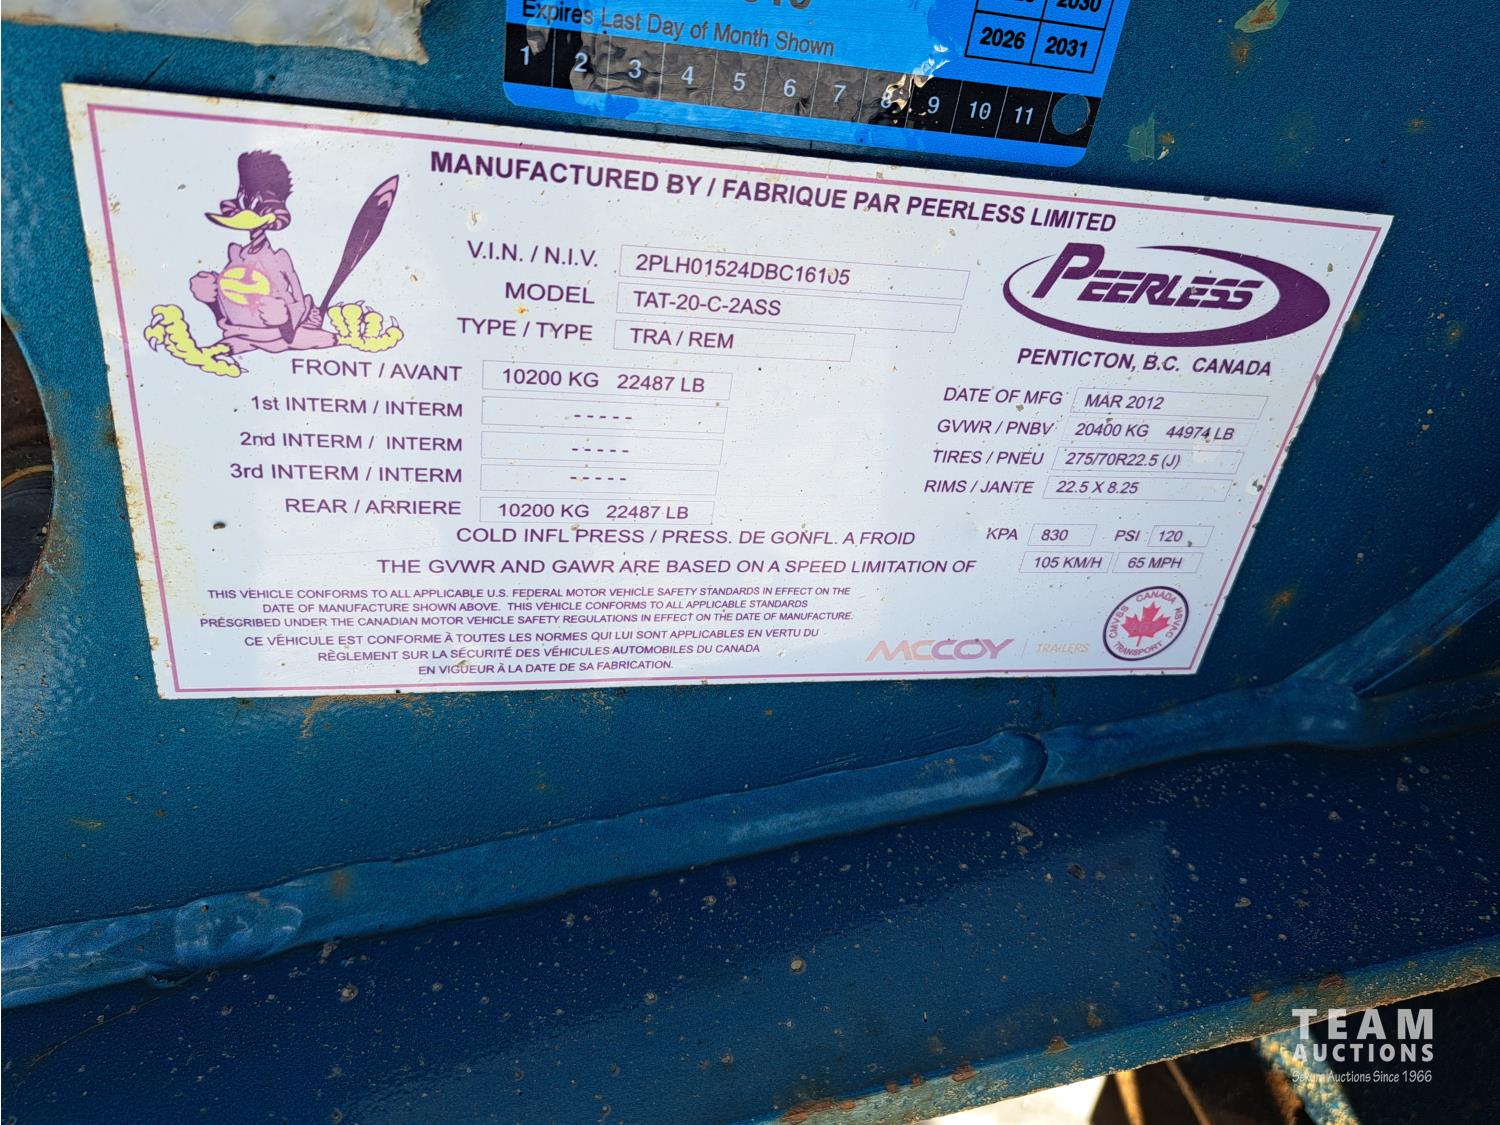 2030
Expires Last Day of Month Shown
2026 2031
1 2 3 4 5 6 7 8 9 10 11
MANUFACTURED BY / FABRIQUE PAR PEERLESS LIMITED
V.I.N. / N.I.V. 2PLH01524DBC16105
MODEL TAT-20-C-2ASS
TYPE / TYPE TRA / REM
PEERLESS
PENTICTON, B.C. CANADA
FRONT / AVANT 10200 KG 22487 LB
1st INTERM / INTERM -----
2nd INTERM / INTERM -----
3rd INTERM / INTERM -----
REAR / ARRIERE 10200 KG 22487 LB
DATE OF MFG MAR 2012
GVWR / PNBV 20400 KG 44974 LB
TIRES / PNEU 275/70R22.5 (J)
RIMS / JANTE 22.5 X 8.25
COLD INFL PRESS / PRESS. DE GONFL. A FROID KPA 830 PSI 120
THE GVWR AND GAWR ARE BASED ON A SPEED LIMITATION OF 105 KM/H 65 MPH
THIS VEHICLE CONFORMS TO ALL APPLICABLE U.S. FEDERAL MOTOR VEHICLE SAFETY STANDARDS IN EFFECT ON THE
DATE OF MANUFACTURE SHOWN ABOVE. THIS VEHICLE CONFORMS TO ALL APPLICABLE STANDARDS
PRESCRIBED UNDER THE CANADIAN MOTOR VEHICLE SAFETY REGULATIONS IN EFFECT ON THE DATE OF MANUFACTURE.
CE VÉHICULE EST CONFORME À TOUTES LES NORMES QUI LUI SONT APPLICABLES EN VERTU DU
RÈGLEMENT SUR LA SÉCURITÉ DES VÉHICULES AUTOMOBILES DU CANADA
EN VIGUEUR À LA DATE DE SA FABRICATION.
MCCOY TRAILERS
CMVSS CANADA NSVAC
TRANSPORT
TEAM
AUCTIONS
Auctions Since 1966